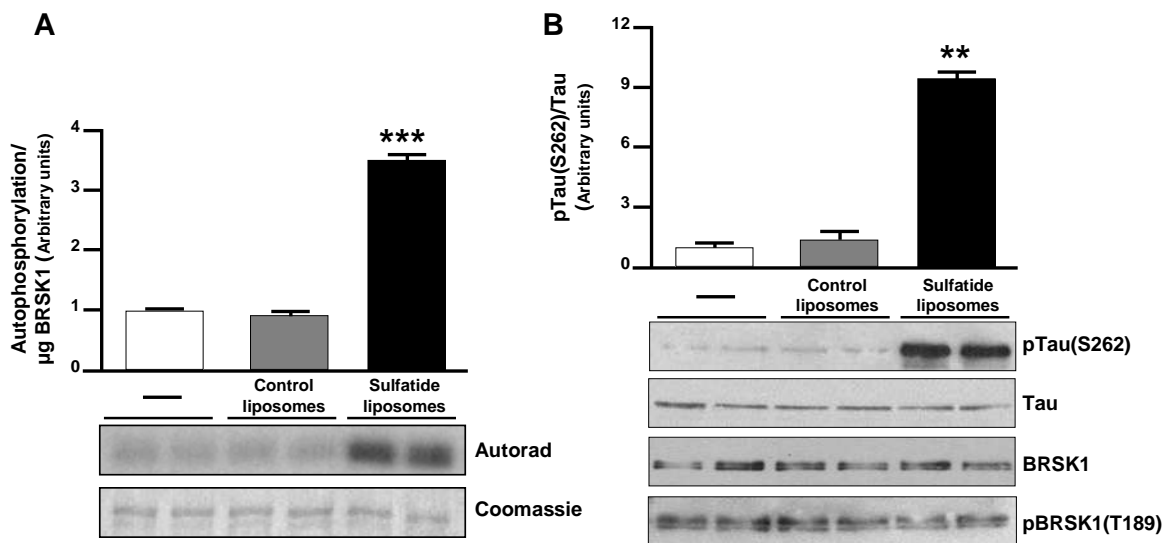 A
Autophosphorylation/
µg BRSK1 (Arbitrary units)
4
3
2
1
0
***
—
Control
liposomes
Sulfatide
liposomes
Autorad
Coomassie
B
pTau(S262)/Tau
(Arbitrary units)
12
9
6
3
0
**
—
Control
liposomes
Sulfatide
liposomes
pTau(S262)
Tau
BRSK1
pBRSK1(T189)